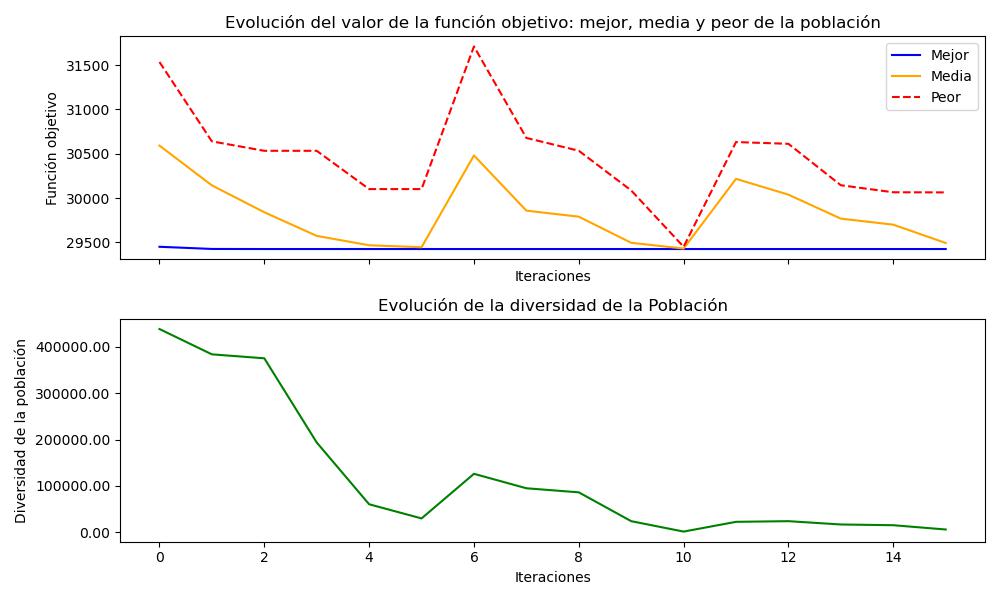 Evolución del valor de la función objetivo: mejor, media y peor de la población
Función objetivo
31500
31000
30500
30000
29500
Mejor
Media
Peor
Iteraciones
Evolución de la diversidad de la Población
Diversidad de la población
400000.00
300000.00
200000.00
100000.00
0.00
0 2 4 6 8 10 12 14
Iteraciones